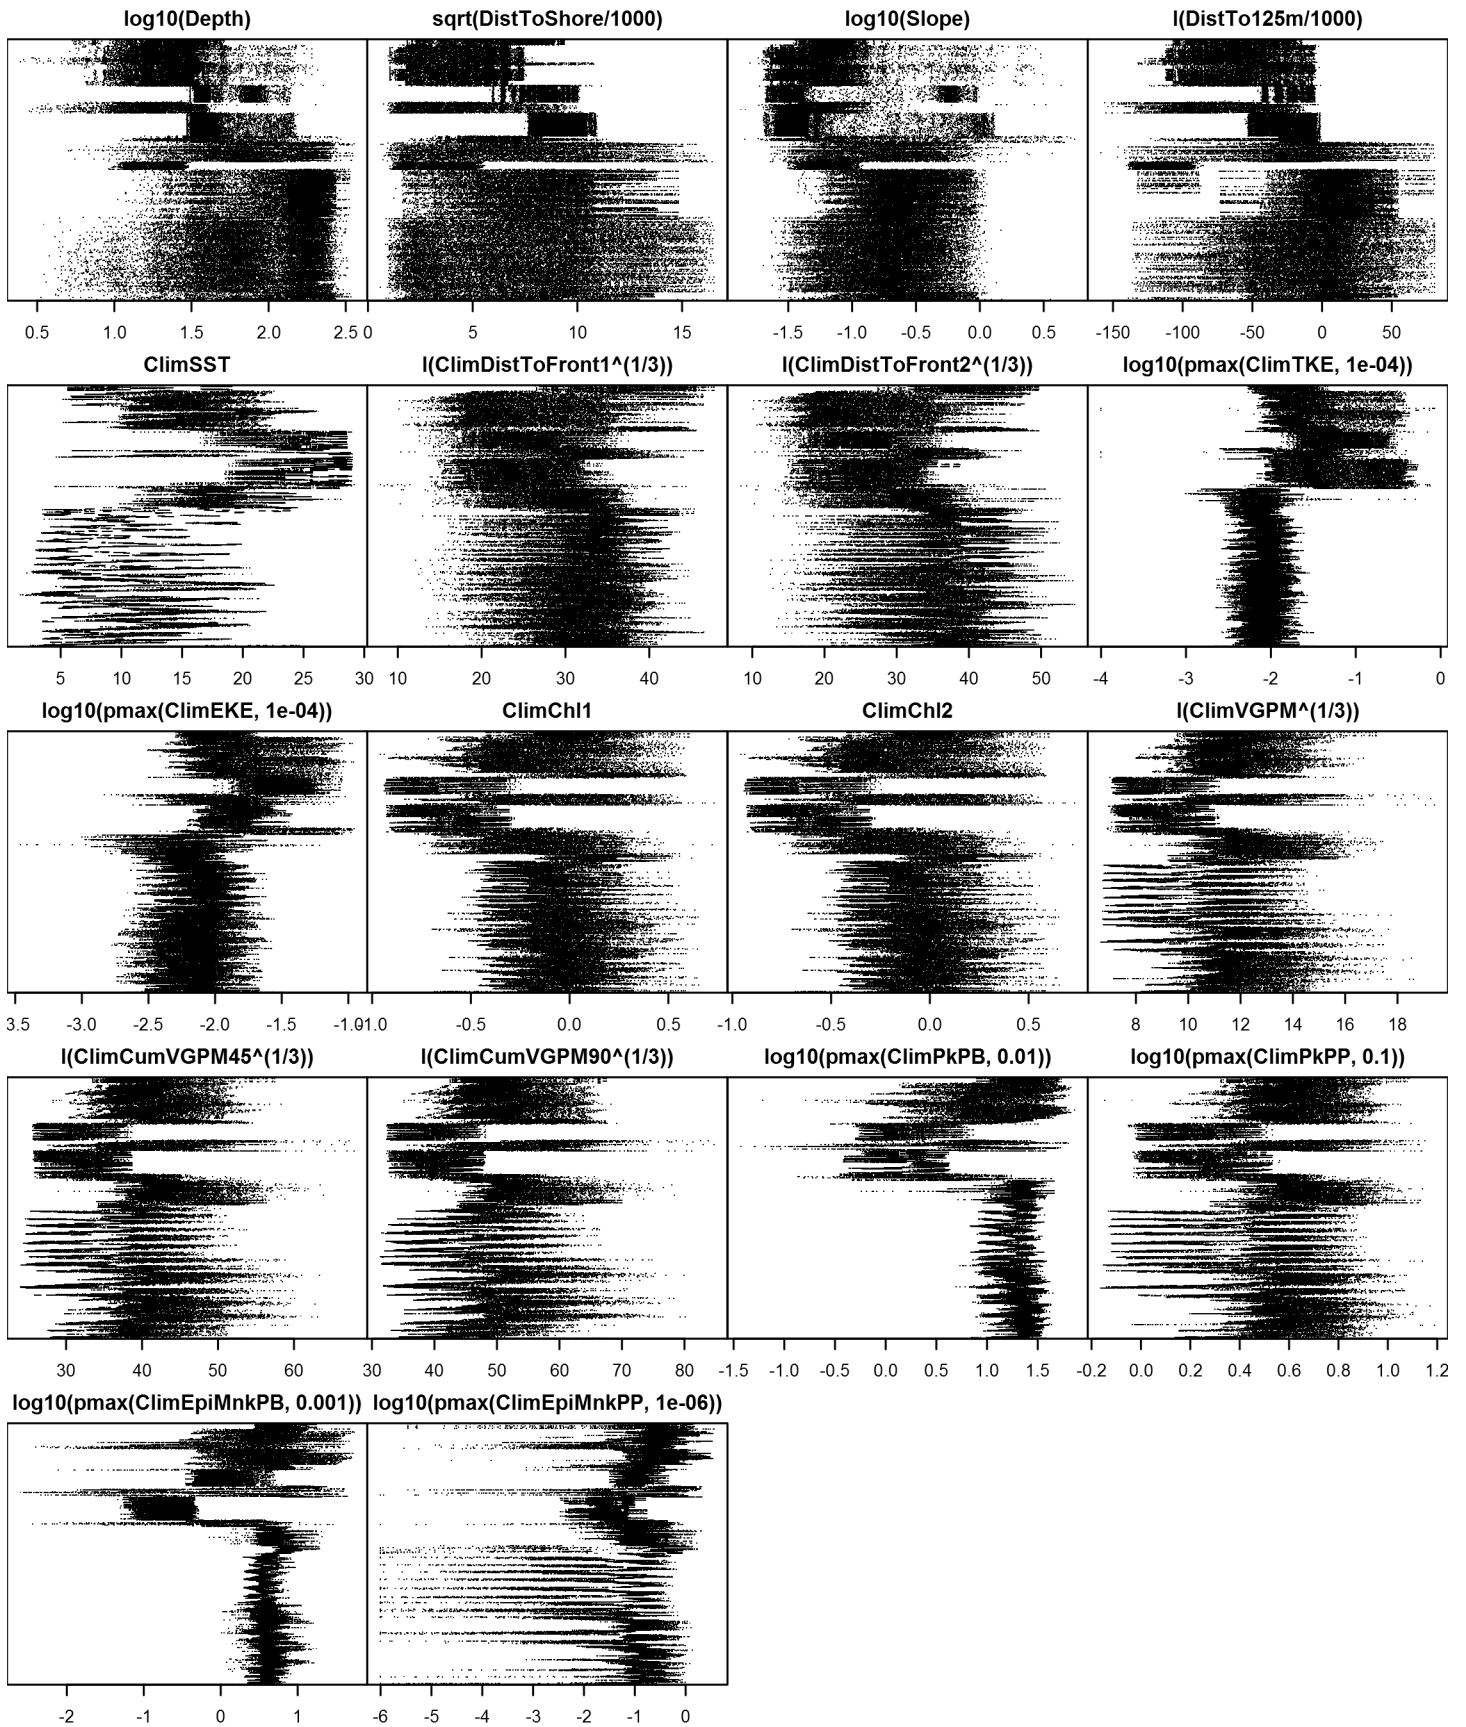 log10(Depth) sqrt(DistToShore/1000) log10(Slope) I(DistTo125m/1000)
0.5 1.0 1.5 2.0 2.5 0 5 10 15 -1.5 -1.0 -0.5 0.0 0.5 -150 -100 -50 0 50
ClimSST I(ClimDistToFront1^(1/3)) I(ClimDistToFront2^(1/3)) log10(pmax(ClimTKE, 1e-04))
5 10 15 20 25 30 10 20 30 40 10 20 30 40 50 -4 -3 -2 -1 0
log10(pmax(ClimEKE, 1e-04)) ClimChl1 ClimChl2 I(ClimVGPM^(1/3))
3.5 -3.0 -2.5 -2.0 -1.5 -1.0 1.0 -0.5 0.0 0.5 -1.0 -0.5 0.0 0.5 8 10 12 14 16 18
I(ClimCumVGPM45^(1/3)) I(ClimCumVGPM90^(1/3)) log10(pmax(ClimPkPB, 0.01)) log10(pmax(ClimPkPP, 0.1))
30 40 50 60 30 40 50 60 70 80 -1.5 -1.0 -0.5 0.0 0.5 1.0 1.5 -0.2 0.0 0.2 0.4 0.6 0.8 1.0 1.2
log10(pmax(ClimEpiMnkPB, 0.001)) log10(pmax(ClimEpiMnkPP, 1e-06))
-2 -1 0 1 -6 -5 -4 -3 -2 -1 0